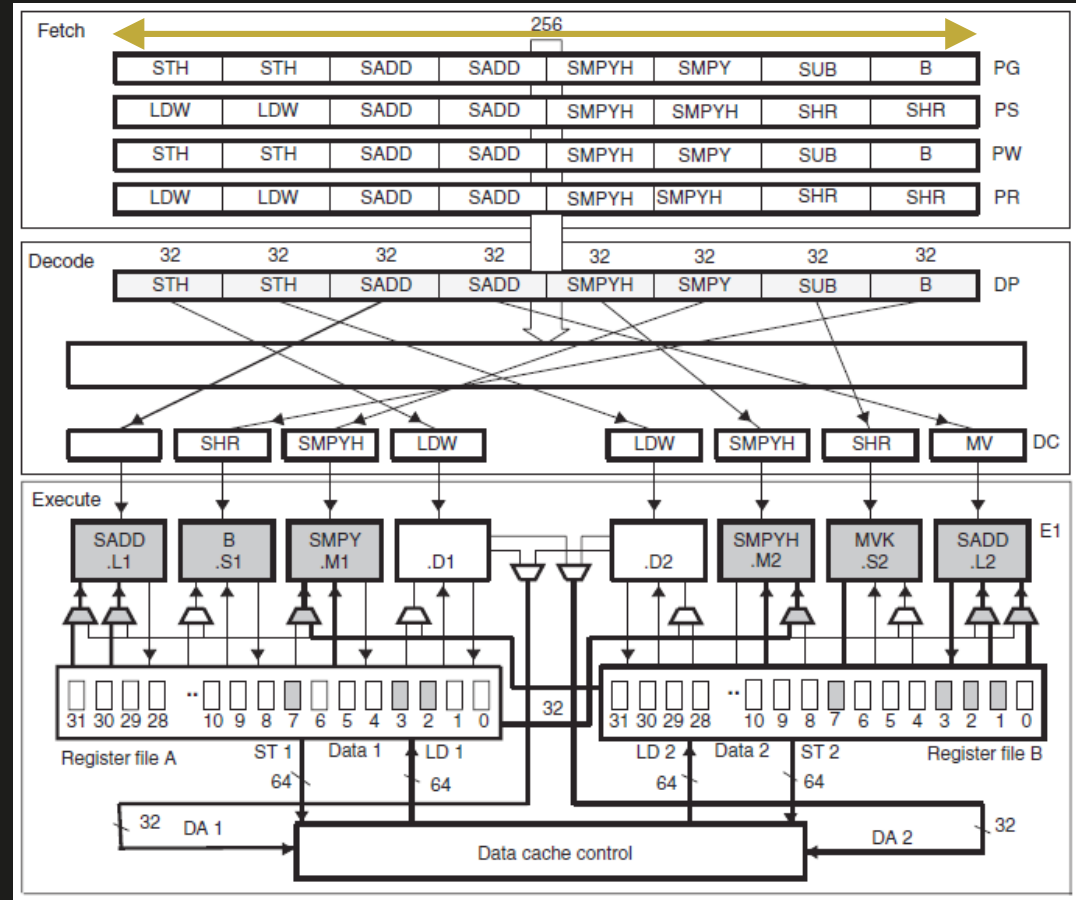 Fetch 256
STH STH SADD SADD SMPYH SMPY SUB B PG
LDW LDW SADD SADD SMPYH SMPYH SHR SHR PS
STH STH SADD SADD SMPYH SMPY SUB B PW
LDW LDW SADD SADD SMPYH SMPYH SHR SHR PR
Decode 32 32 32 32 32 32 32 32
STH STH SADD SADD SMPYH SMPY SUB B DP
SHR SMPYH LDW LDW SMPYH SHR MV DC
Execute
SADD B SMPY SMPYH MVK SADD E1
.L1 .S1 .M1 .D1 .D2 .M2 .S2 .L2
31 30 29 28 .. 10 9 8 7 6 5 4 3 2 1 0 32 31 30 29 28 .. 10 9 8 7 6 5 4 3 2 1 0
Register file A ST 1 Data 1 LD 1 LD 2 Data 2 ST 2 Register file B
64 64 64 64
32 DA 1 DA 2 32
Data cache control